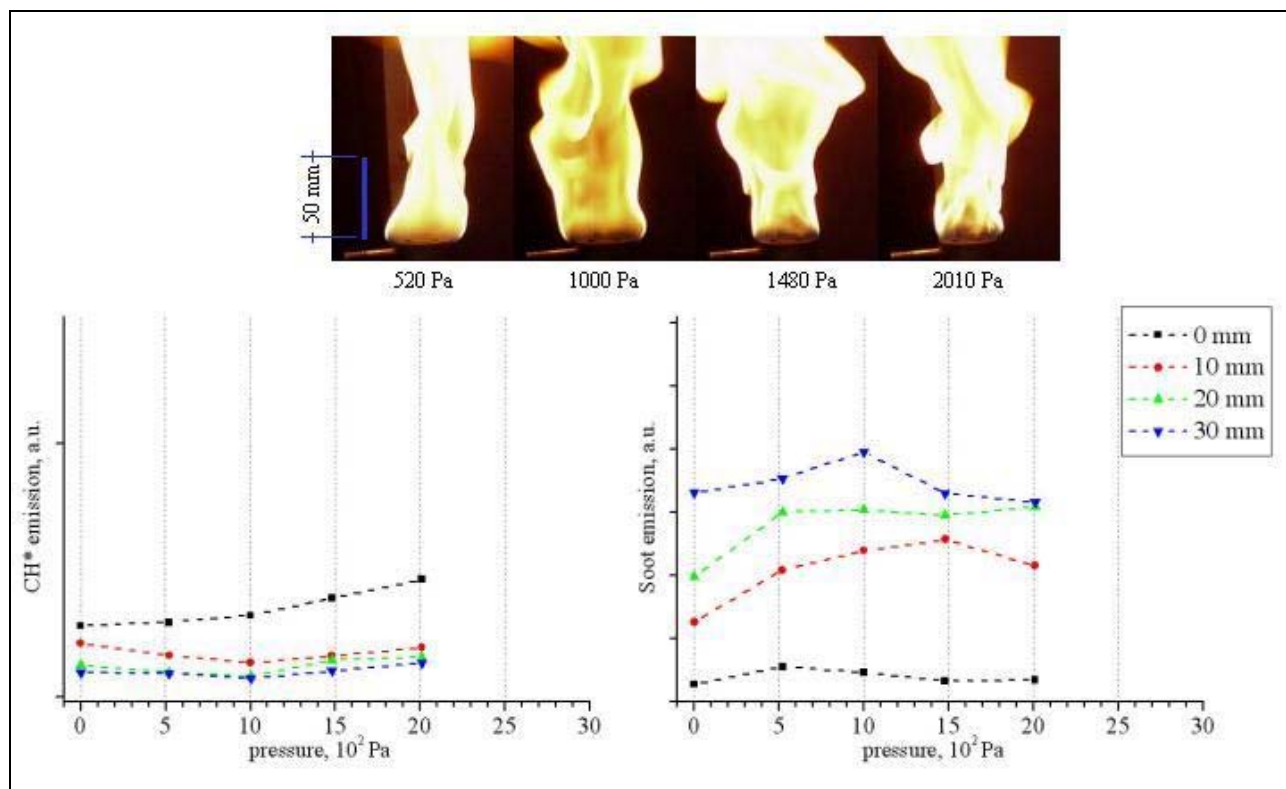 50 mm
520 Pa
1000 Pa
1480 Pa
2010 Pa
CH* emission, a.u.
0
5
10
15
20
25
30
pressure, 10² Pa
Soot emission, a.u.
0
5
10
15
20
25
30
pressure, 10² Pa
0 mm
10 mm
20 mm
30 mm